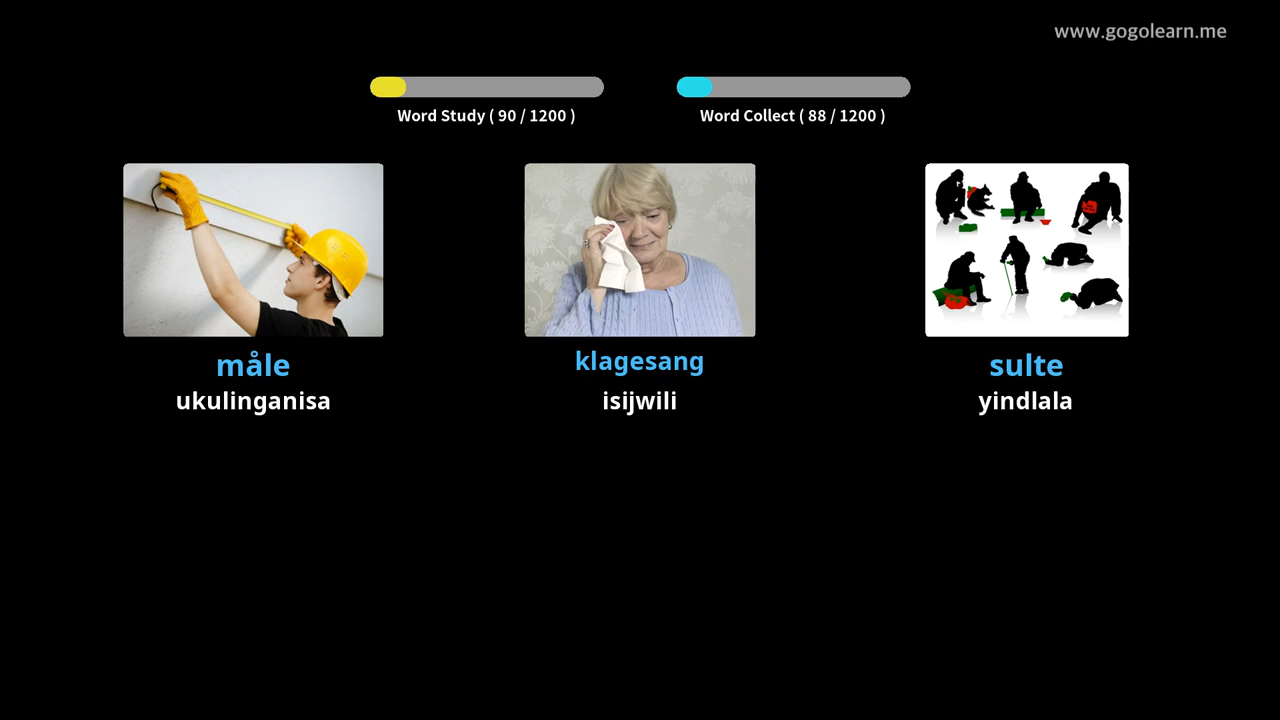 www.gogolearn.me
Word Study ( 90 / 1200 )
Word Collect ( 88 / 1200 )
måle
klagesang
sulte
ukulinganisa
isijwili
yindlala